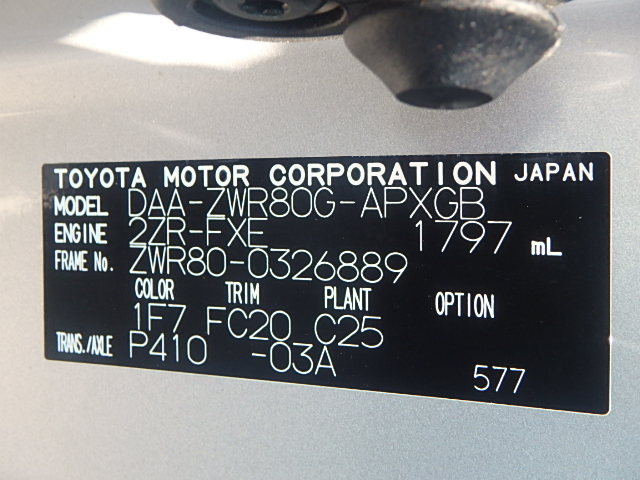 TOYOTA MOTOR CORPORATION JAPAN
MODEL DAA-ZWR80G-APXGB
ENGINE 2ZR-FXE 1797 mL
FRAME No. ZWR80-0326889
COLOR TRIM PLANT OPTION
1F7 FC20 C25
TRANS./AXLE P410 -03A
577